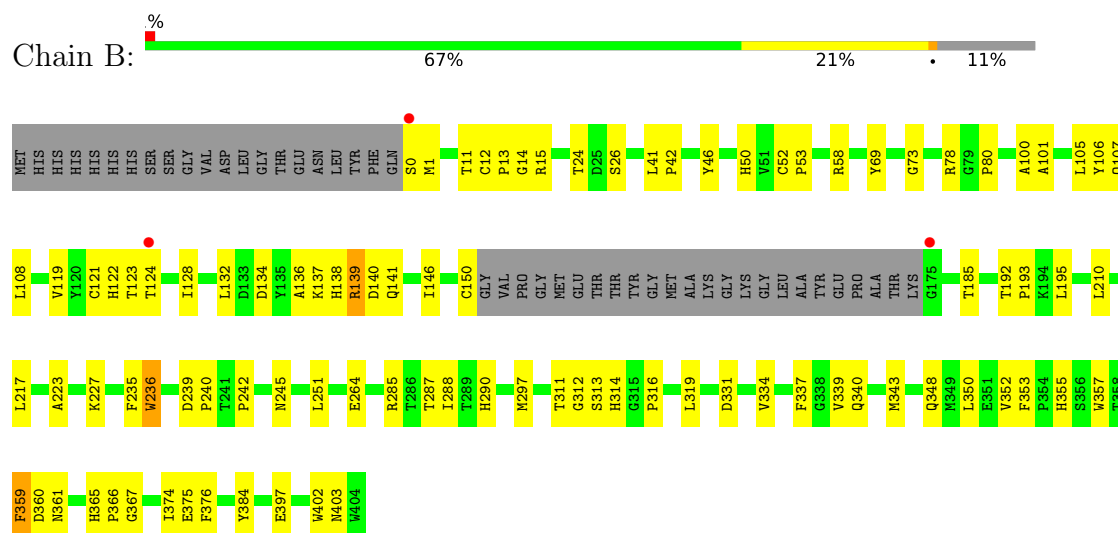 %
Chain B:
67% 21% • 11%
MET HIS HIS HIS HIS HIS HIS SER SER GLY VAL ASP LEU GLY THR GLU ASN LEU TYR PHE GLN S0 M1 T11 C12 P13 G14 R15 T24 D25 S26 L41 P42 Y46 H50 V51 C52 P53 R58 Y69 G73 R78 G79 P80 A100 A101 L105 Y106
L108 V119 Y120 C121 H122 T123 T124 I128 L132 D133 D134 Y135 A136 K137 H138 R139 D140 Q141 I146 C150 GLY VAL PRO GLY MET GLU THR THR TYR GLY MET ALA LYS GLY LYS GLY LEU ALA TYR GLU PRO ALA THR LYS G175 T185 T192 P193 K194 L195 L210
L217 A223 K227 F235 W236 D239 P240 T241 P242 N245 L251 E264 R285 T286 T287 I288 T289 H290 M297 T311 G312 S313 H314 G315 P316 L319 D331 V334 F337 G338 V339 Q340 M343 Q348 M349 L350 E351 V352 F353 P354 H355 S356 W357 T358
F359 D360 N361 H365 P366 G367 I374 E375 F376 Y384 E397 W402 N403 W404